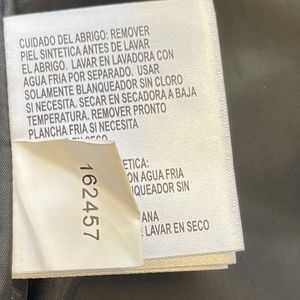 CUIDADO DEL ABRIGO: REMOVER
PIEL SINTETICA ANTES DE LAVAR
EL ABRIGO. LAVAR EN LAVADORA CON
AGUA FRIA POR SEPARADO. USAR
SOLAMENTE BLANQUEADOR SIN CLORO
SI NECESITA. SECAR EN SECADORA A BAJA
TEMPERATURA. REMOVER PRONTO
PLANCHA FRIA SI NECESITA
EN SECO
ETICA:
ON AGUA FRIA
QUEADOR SIN
ANA
LAVAR EN SECO
162457